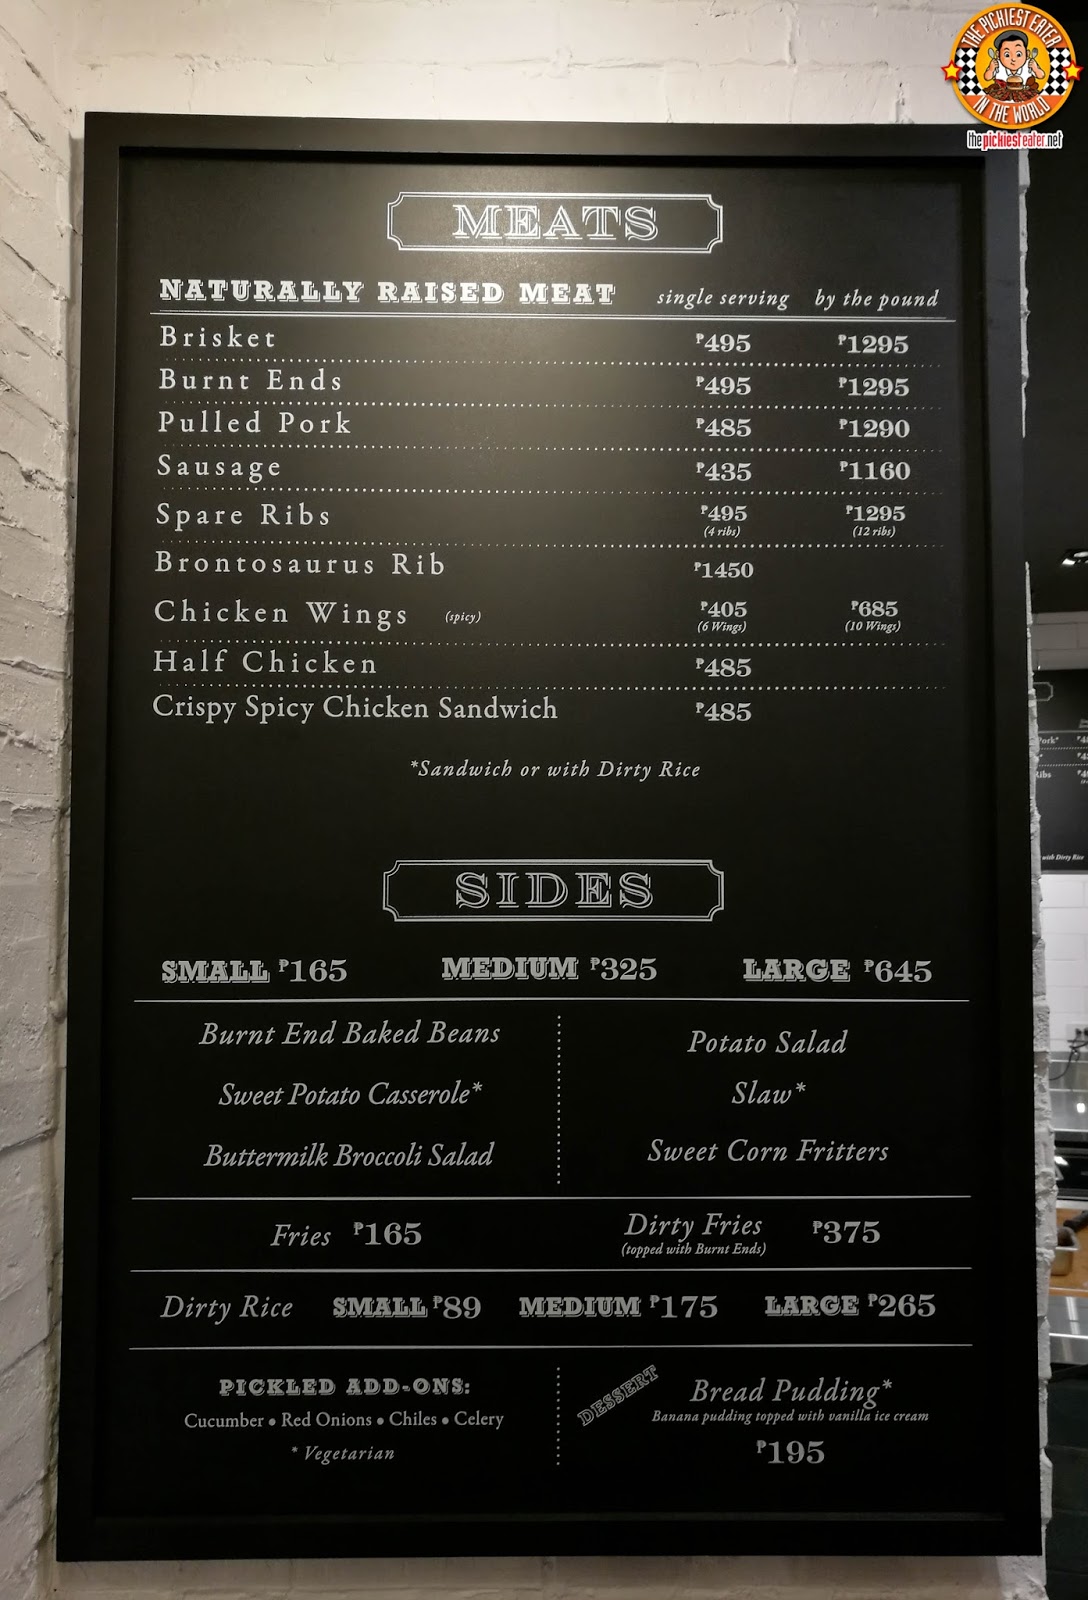 THE PICKIEST EATER
IN THE WORLD
thepickiesteater.net
MEATS
NATURALLY RAISED MEAT single serving by the pound
Brisket ₱495 ₱1295
Burnt Ends ₱495 ₱1295
Pulled Pork ₱485 ₱1290
Sausage ₱435 ₱1160
Spare Ribs ₱495 ₱1295
(4 ribs) (12 ribs)
Brontosaurus Rib ₱1450
Chicken Wings (spicy) ₱405 ₱685
(6 Wings) (10 Wings)
Half Chicken ₱485
Crispy Spicy Chicken Sandwich ₱485
*Sandwich or with Dirty Rice
SIDES
SMALL ₱165 MEDIUM ₱325 LARGE ₱645
Burnt End Baked Beans
Sweet Potato Casserole*
Buttermilk Broccoli Salad
Potato Salad
Slaw*
Sweet Corn Fritters
Fries ₱165
Dirty Fries ₱375
(topped with Burnt Ends)
Dirty Rice SMALL ₱89 MEDIUM ₱175 LARGE ₱265
PICKLED ADD-ONS:
Cucumber • Red Onions • Chiles • Celery
* Vegetarian
DESSERT
Bread Pudding*
Banana pudding topped with vanilla ice cream
₱195
with Dirty Rice